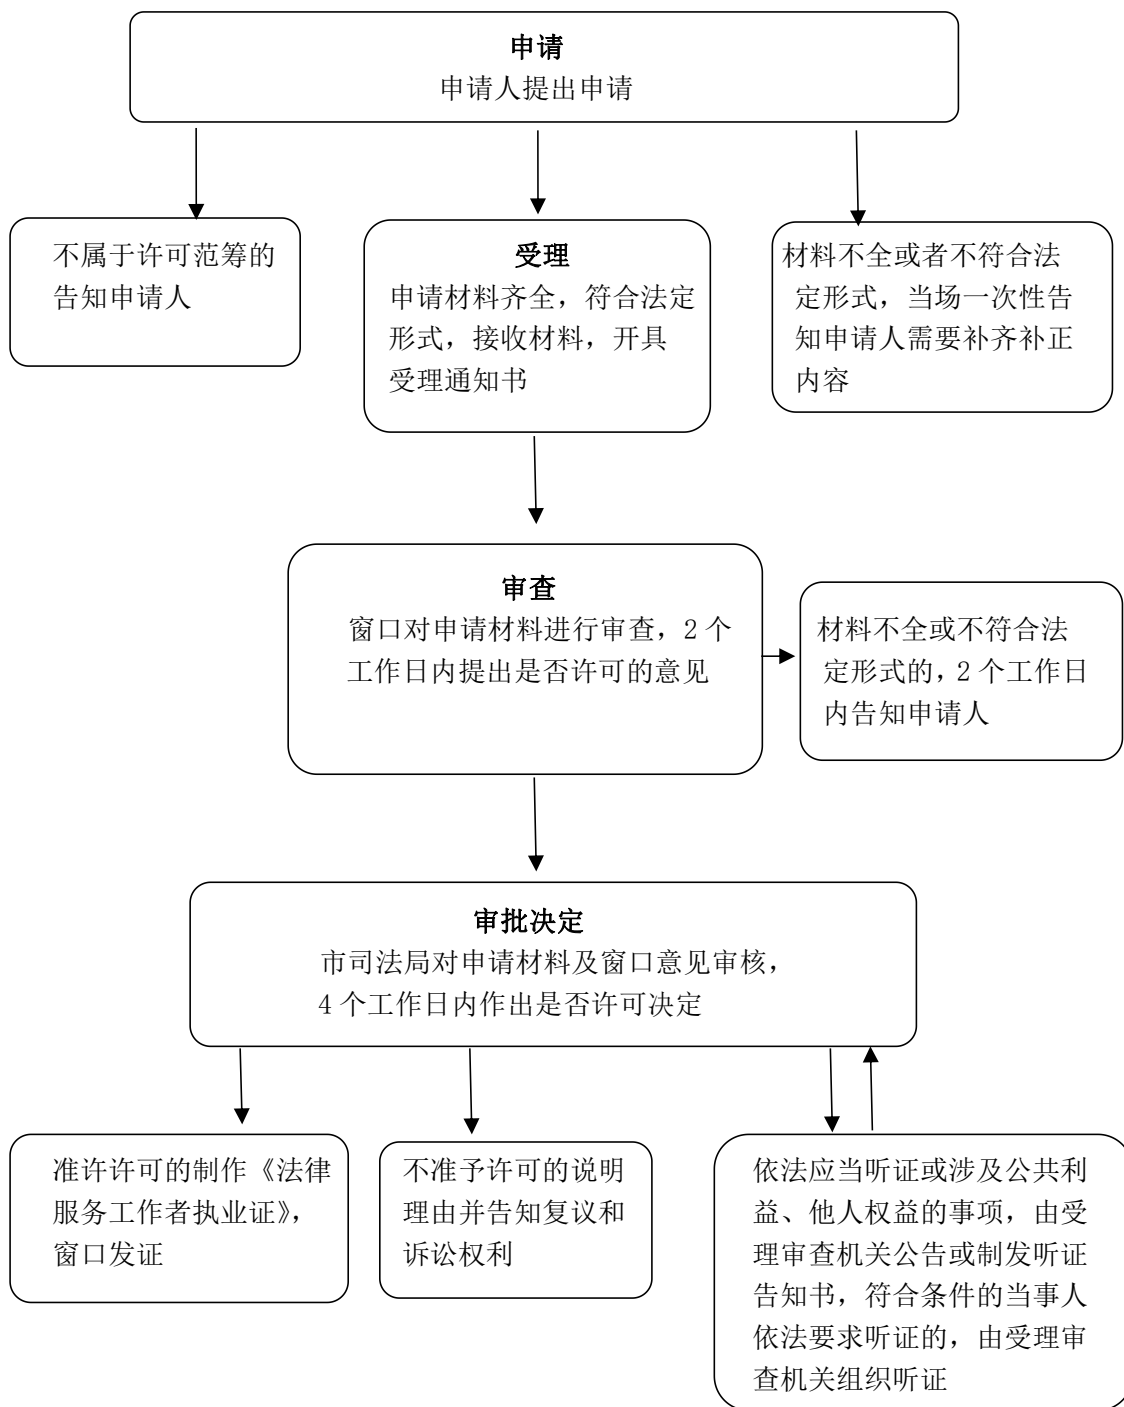 申请
申请人提出申请
不属于许可范筹的
告知申请人
受理
申请材料齐全，符合法定
形式，接收材料，开具
受理通知书
材料不全或者不符合法
定形式，当场一次性告
知申请人需要补齐补正
内容
审查
窗口对申请材料进行审查，2 个
工作日内提出是否许可的意见
材料不全或不符合法
定形式的，2 个工作日
内告知申请人
审批决定
市司法局对申请材料及窗口意见审核，
4 个工作日内作出是否许可决定
准许许可的制作《法律
服务工作者执业证》，
窗口发证
不准予许可的说明
理由并告知复议和
诉讼权利
依法应当听证或涉及公共利
益、他人权益的事项，由受
理审查机关公告或制发听证
告知书，符合条件的当事人
依法要求听证的，由受理审
查机关组织听证